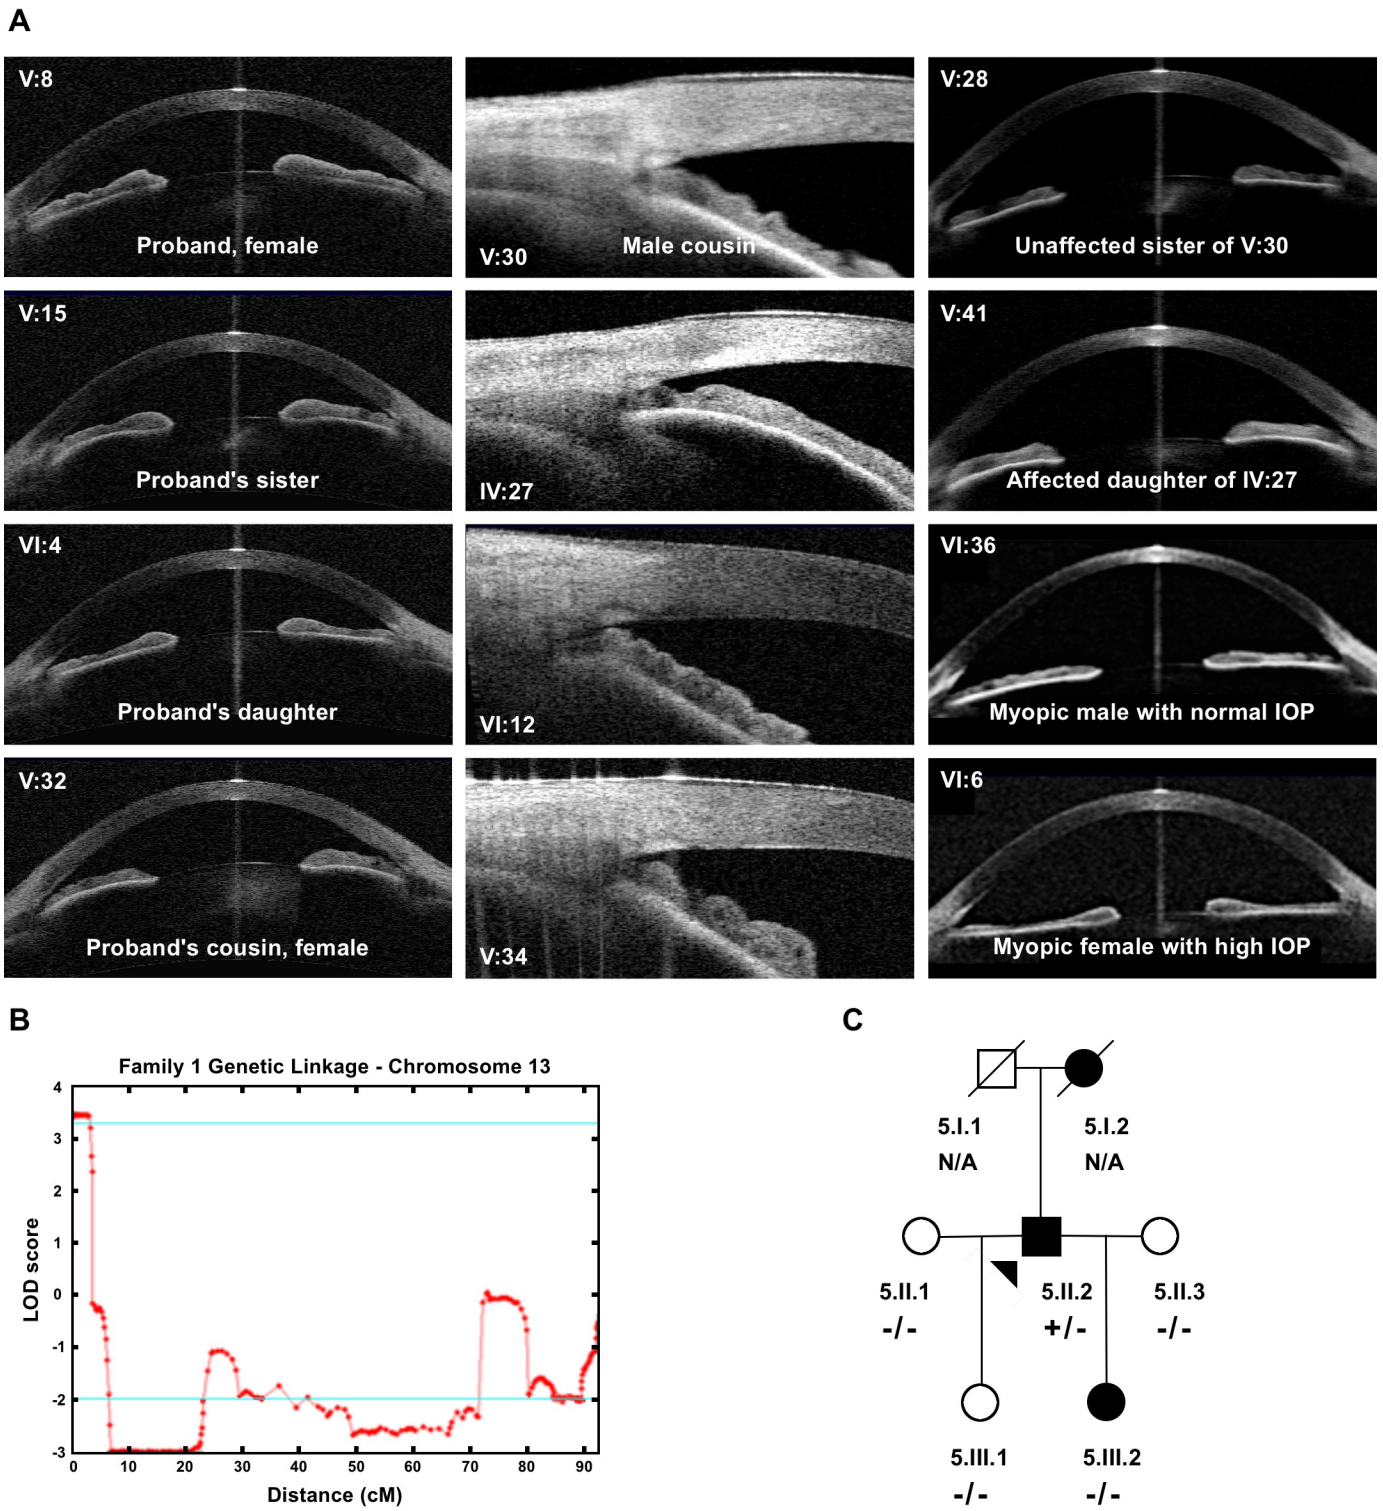 A
V:8
Proband, female
V:30
Male cousin
V:28
Unaffected sister of V:30
V:15
Proband's sister
IV:27
V:41
Affected daughter of IV:27
VI:4
Proband's daughter
VI:12
VI:36
Myopic male with normal IOP
V:32
Proband's cousin, female
V:34
VI:6
Myopic female with high IOP
B
Family 1 Genetic Linkage - Chromosome 13
LOD score
4
3
2
1
0
-1
-2
-3
0 10 20 30 40 50 60 70 80 90
Distance (cM)
C
5.I.1 5.I.2
N/A N/A
5.II.1 5.II.2 5.II.3
-/- +/- -/-
5.III.1 5.III.2
-/- -/-